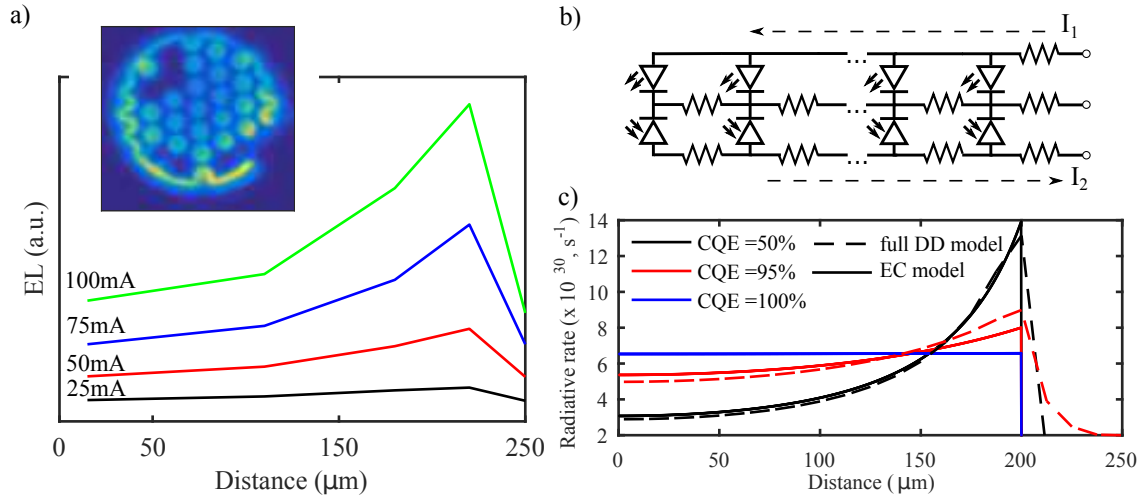 a)
EL (a.u.)
100mA
75mA
50mA
25mA
0
50
150
250
Distance (μm)
b)
I1
...
...
...
I2
c)
Radiative rate (x 10^30, s^-1)
14
12
10
8
6
4
2
CQE =50%
CQE =95%
CQE =100%
full DD model
EC model
0
50
100
150
200
250
Distance (μm)